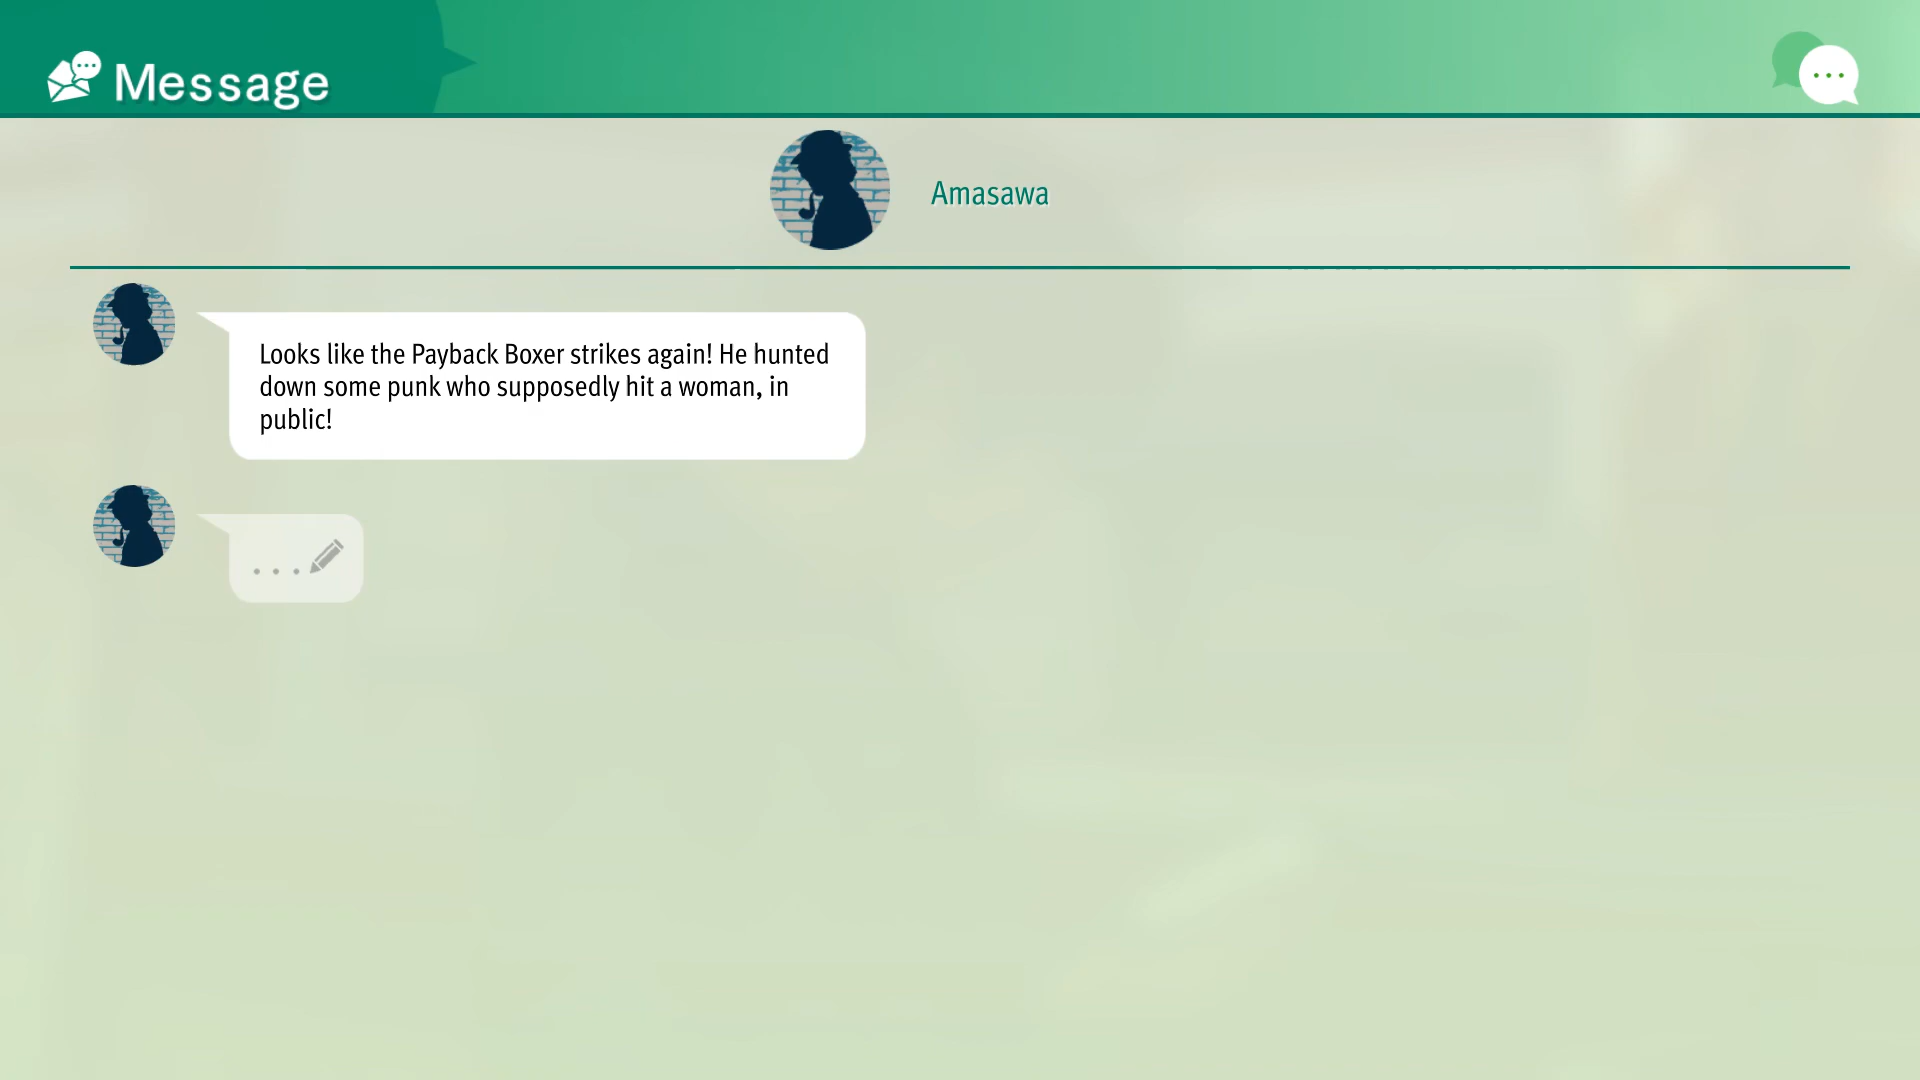 Message
Amasawa
Looks like the Payback Boxer strikes again! He hunted
down some punk who supposedly hit a woman, in
public!
...